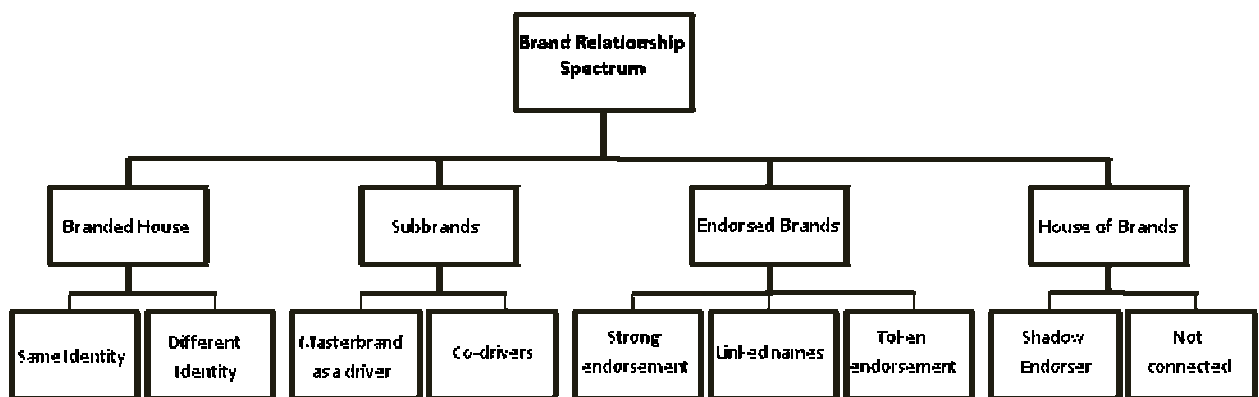 Brand Relationship
Spectrum
Branded House
Subbrands
Endorsed Brands
House of Brands
Same Identity
Different
Identity
Masterbrand
as a driver
Co-drivers
Strong
endorsement
Linked names
Token
endorsement
Shadow
Endorser
Not
connected